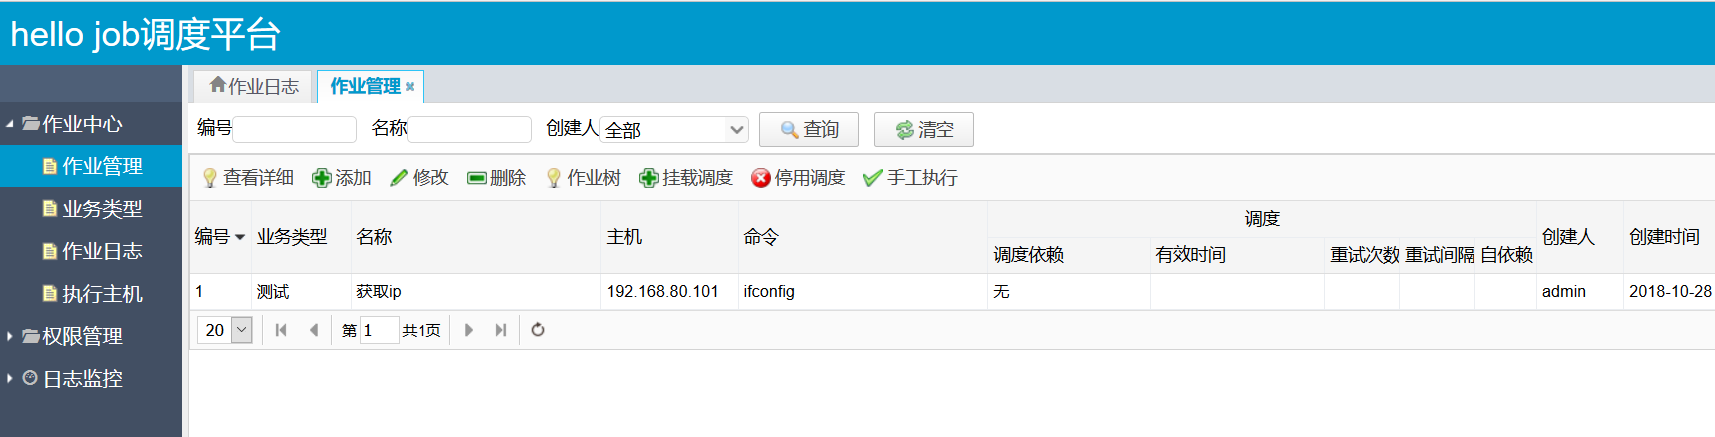 hello job调度平台
作业中心
作业管理
业务类型
作业日志
执行主机
权限管理
日志监控
作业日志 作业管理
编号 名称 创建人 全部 查询 清空
查看详细 添加 修改 删除 作业树 挂载调度 停用调度 手工执行
编号 业务类型 名称 主机 命令 调度 创建人 创建时间
调度依赖 有效时间 重试次数 重试间隔 自依赖
1 测试 获取ip 192.168.80.101 ifconfig 无 admin 2018-10-28
20 第 1 共1页